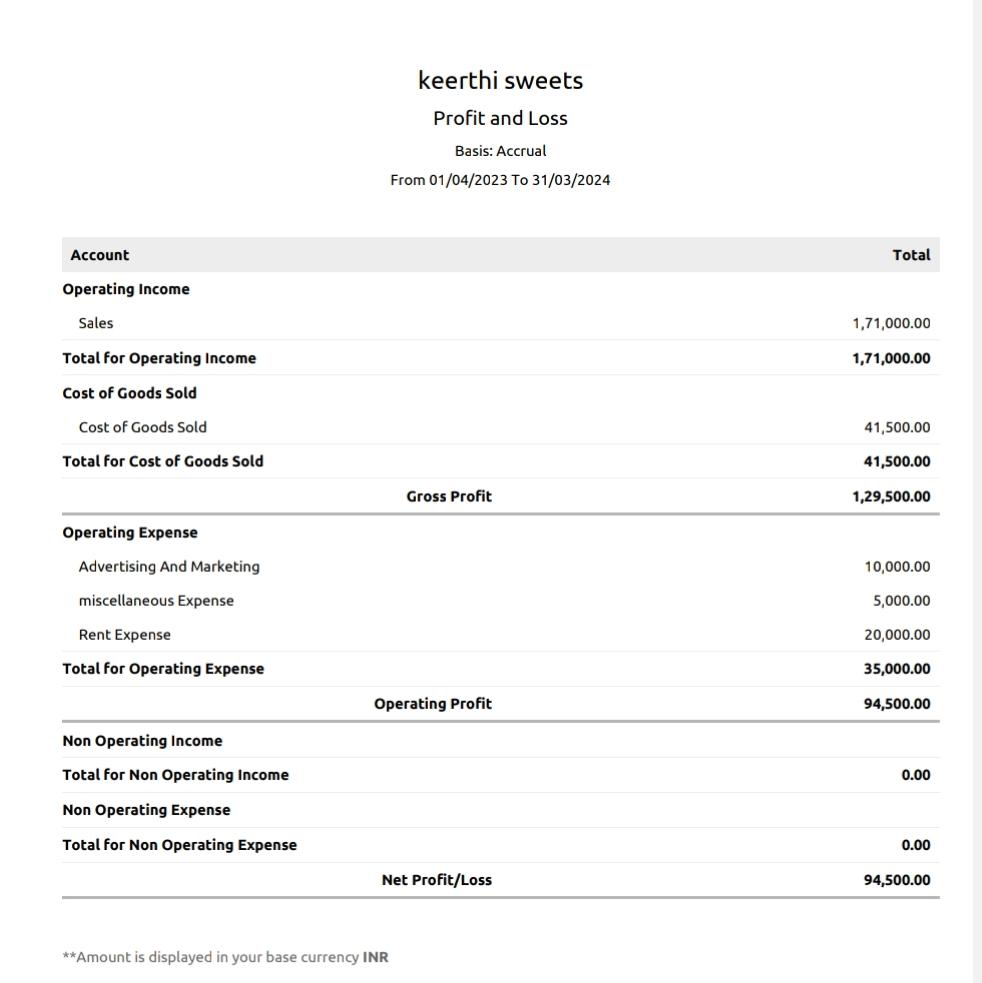 keerthi sweets
Profit and Loss
Basis: Accrual
From 01/04/2023 To 31/03/2024
Account Total
Operating Income
Sales 1,71,000.00
Total for Operating Income 1,71,000.00
Cost of Goods Sold
Cost of Goods Sold 41,500.00
Total for Cost of Goods Sold 41,500.00
Gross Profit 1,29,500.00
Operating Expense
Advertising And Marketing 10,000.00
miscellaneous Expense 5,000.00
Rent Expense 20,000.00
Total for Operating Expense 35,000.00
Operating Profit 94,500.00
Non Operating Income
Total for Non Operating Income 0.00
Non Operating Expense
Total for Non Operating Expense 0.00
Net Profit/Loss 94,500.00
**Amount is displayed in your base currency INR